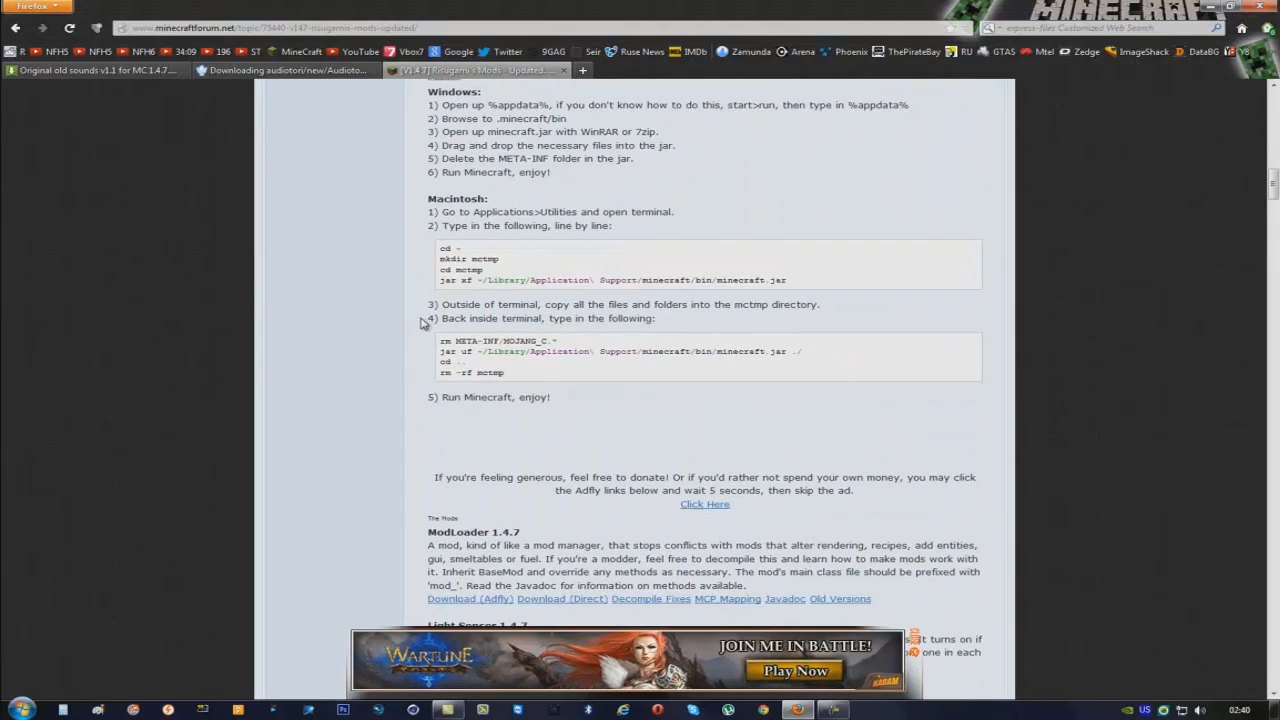 Firefox
MINECRAFT
www.minecraftforum.net/topic/75440-v147-risugamis-mods-updated/
express-files Customized Web Search
R NFH5 NFH5 NFH6 34:09 196 ST MineCraft YouTube Vbox7 Google Twitter 9GAG Seir Ruse News IMDb Zamunda Arena Phoenix ThePirateBay RU GTAS Mtel Zedge ImageShack DataBG Y8
Original old sounds v1.1 for MC 1.4.7.... Downloading audiotori/new/Audioto... [V1.4.7] Risugami's Mods - Updated. ...
Windows:
1) Open up %appdata%, if you don't know how to do this, start>run, then type in %appdata%
2) Browse to .minecraft/bin
3) Open up minecraft.jar with WinRAR or 7zip.
4) Drag and drop the necessary files into the jar.
5) Delete the META-INF folder in the jar.
6) Run Minecraft, enjoy!
Macintosh:
1) Go to Applications>Utilities and open terminal.
2) Type in the following, line by line:
cd ~
mkdir mctmp
cd mctmp
jar xf ~/Library/Application\ Support/minecraft/bin/minecraft.jar
3) Outside of terminal, copy all the files and folders into the mctmp directory.
4) Back inside terminal, type in the following:
rm META-INF/MOJANG_C.*
jar uf ~/Library/Application\ Support/minecraft/bin/minecraft.jar ./
cd ..
rm -rf mctmp
5) Run Minecraft, enjoy!
If you're feeling generous, feel free to donate! Or if you'd rather not spend your own money, you may click
the Adfly links below and wait 5 seconds, then skip the ad.
Click Here
The Mods
ModLoader 1.4.7
A mod, kind of like a mod manager, that stops conflicts with mods that alter rendering, recipes, add entities,
gui, smeltables or fuel. If you're a modder, feel free to decompile this and learn how to make mods work with
it. Inherit BaseMod and override any methods as necessary. The mod's main class file should be prefixed with
'mod_'. Read the Javadoc for information on methods available.
Download (Adfly) Download (Direct) Decompile Fixes MCP Mapping Javadoc Old Versions
Light Sensor 1.4.7
It turns on if
one in each
WARTUNE
JOIN ME IN BATTLE!
Play Now
KABAM
US
02:40